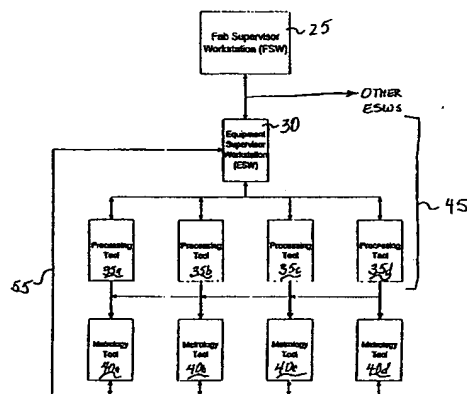 Fab Supervisor
Workstation (FSW)
25
OTHER
ESWs
30
Equipment
Supervisor
Workstation
(ESW)
45
Processing
Tool
35a
Processing
Tool
35b
Processing
Tool
35c
Processing
Tool
35d
55
Metrology
Tool
40a
Metrology
Tool
40b
Metrology
Tool
40c
Metrology
Tool
40d